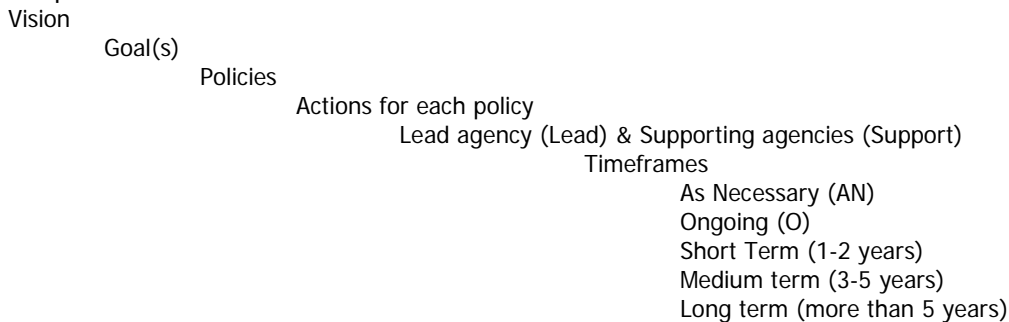 Vision
Goal(s)
Policies
Actions for each policy
Lead agency (Lead) & Supporting agencies (Support)
Timeframes
As Necessary (AN)
Ongoing (O)
Short Term (1-2 years)
Medium term (3-5 years)
Long term (more than 5 years)